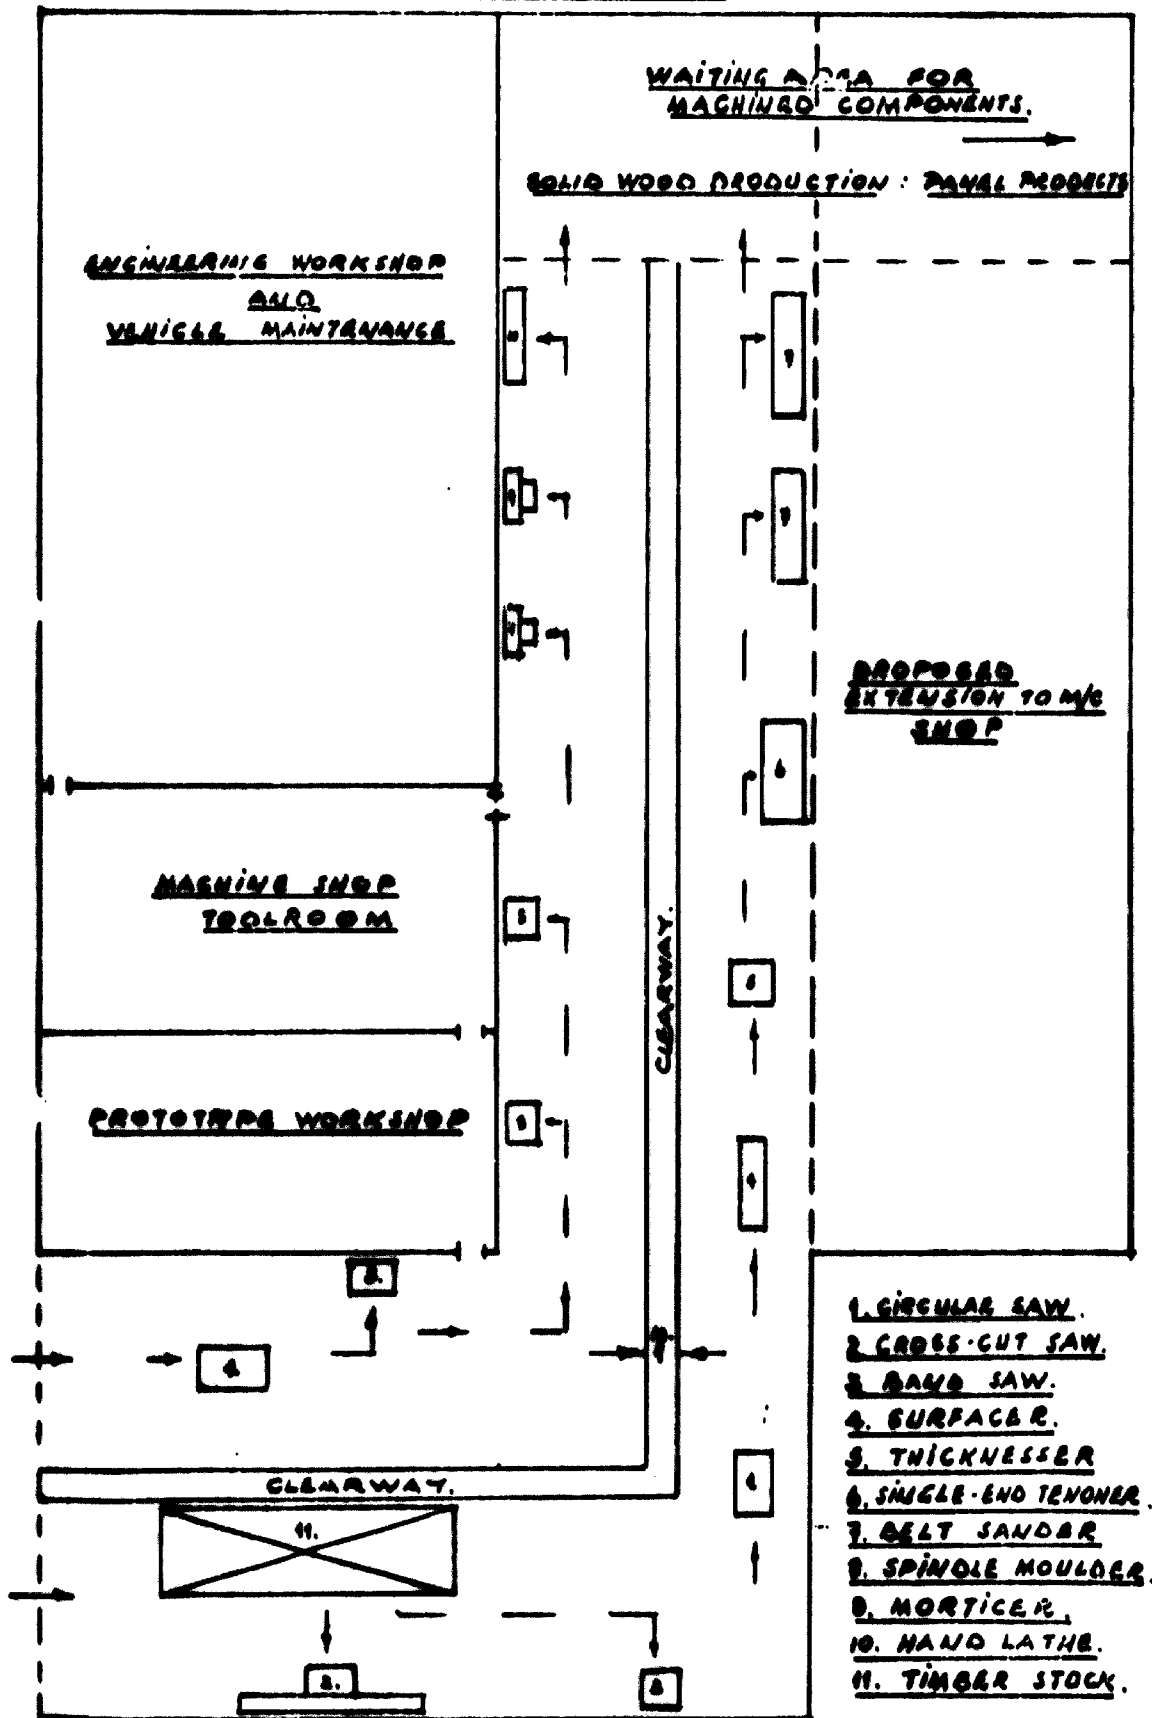 WAITING AREA FOR
MACHINED COMPONENTS.
SOLID WOOD PRODUCTION : PANEL PRODUCTS
ENGINEERING WORKSHOP
AND
VEHICLE MAINTENANCE
PROPOSED
EXTENSION TO M/C
SHOP
MACHINE SHOP
TOOLROOM
CLEARWAY.
PROTOTYPE WORKSHOP
CLEARWAY.
11.
2.
1. CIRCULAR SAW.
2 CROSS-CUT SAW.
3 BAND SAW.
4. SURFACER.
5. THICKNESSER
6. SINGLE-END TENONER.
7. BELT SANDER
8. SPINDLE MOULDER.
9. MORTICER.
10. HAND LATHE.
11. TIMBER STOCK.